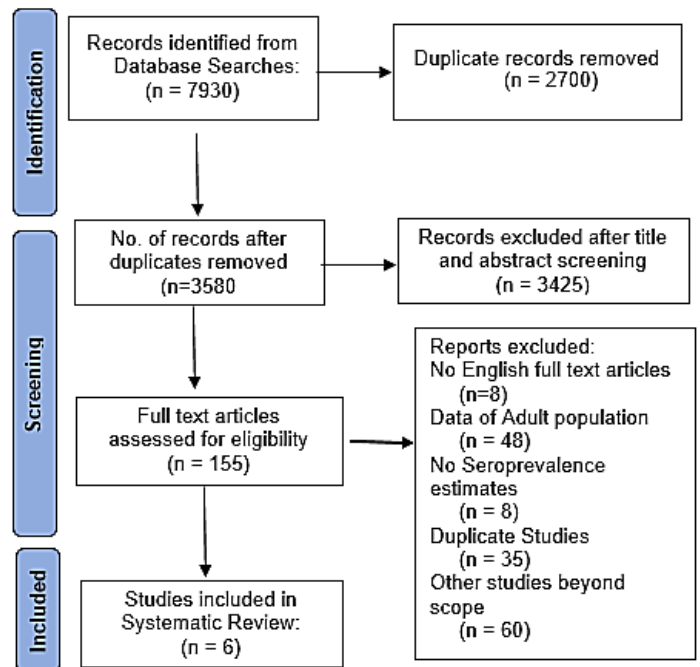 Identification
Records identified from
Database Searches:
(n = 7930)
Duplicate records removed
(n = 2700)
Screening
No. of records after
duplicates removed
(n=3580
Records excluded after title
and abstract screening
(n = 3425)
Full text articles
assessed for eligibility
(n = 155)
Reports excluded:
No English full text articles
(n=8)
Data of Adult population
(n = 48)
No Seroprevalence
estimates
(n = 8)
Duplicate Studies
(n = 35)
Other studies beyond
scope
(n = 60)
Included
Studies included in
Systematic Review:
(n = 6)